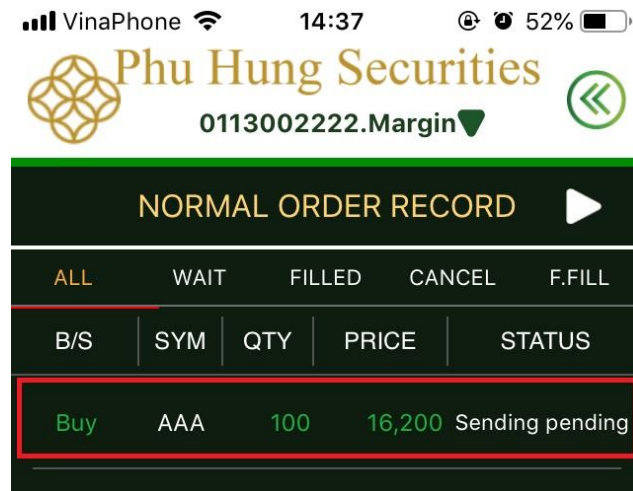 VinaPhone 14:37 52%
Phu Hung Securities
0113002222.Margin
NORMAL ORDER RECORD
ALL WAIT FILLED CANCEL F.FILL
B/S SYM QTY PRICE STATUS
Buy AAA 100 16,200 Sending pending